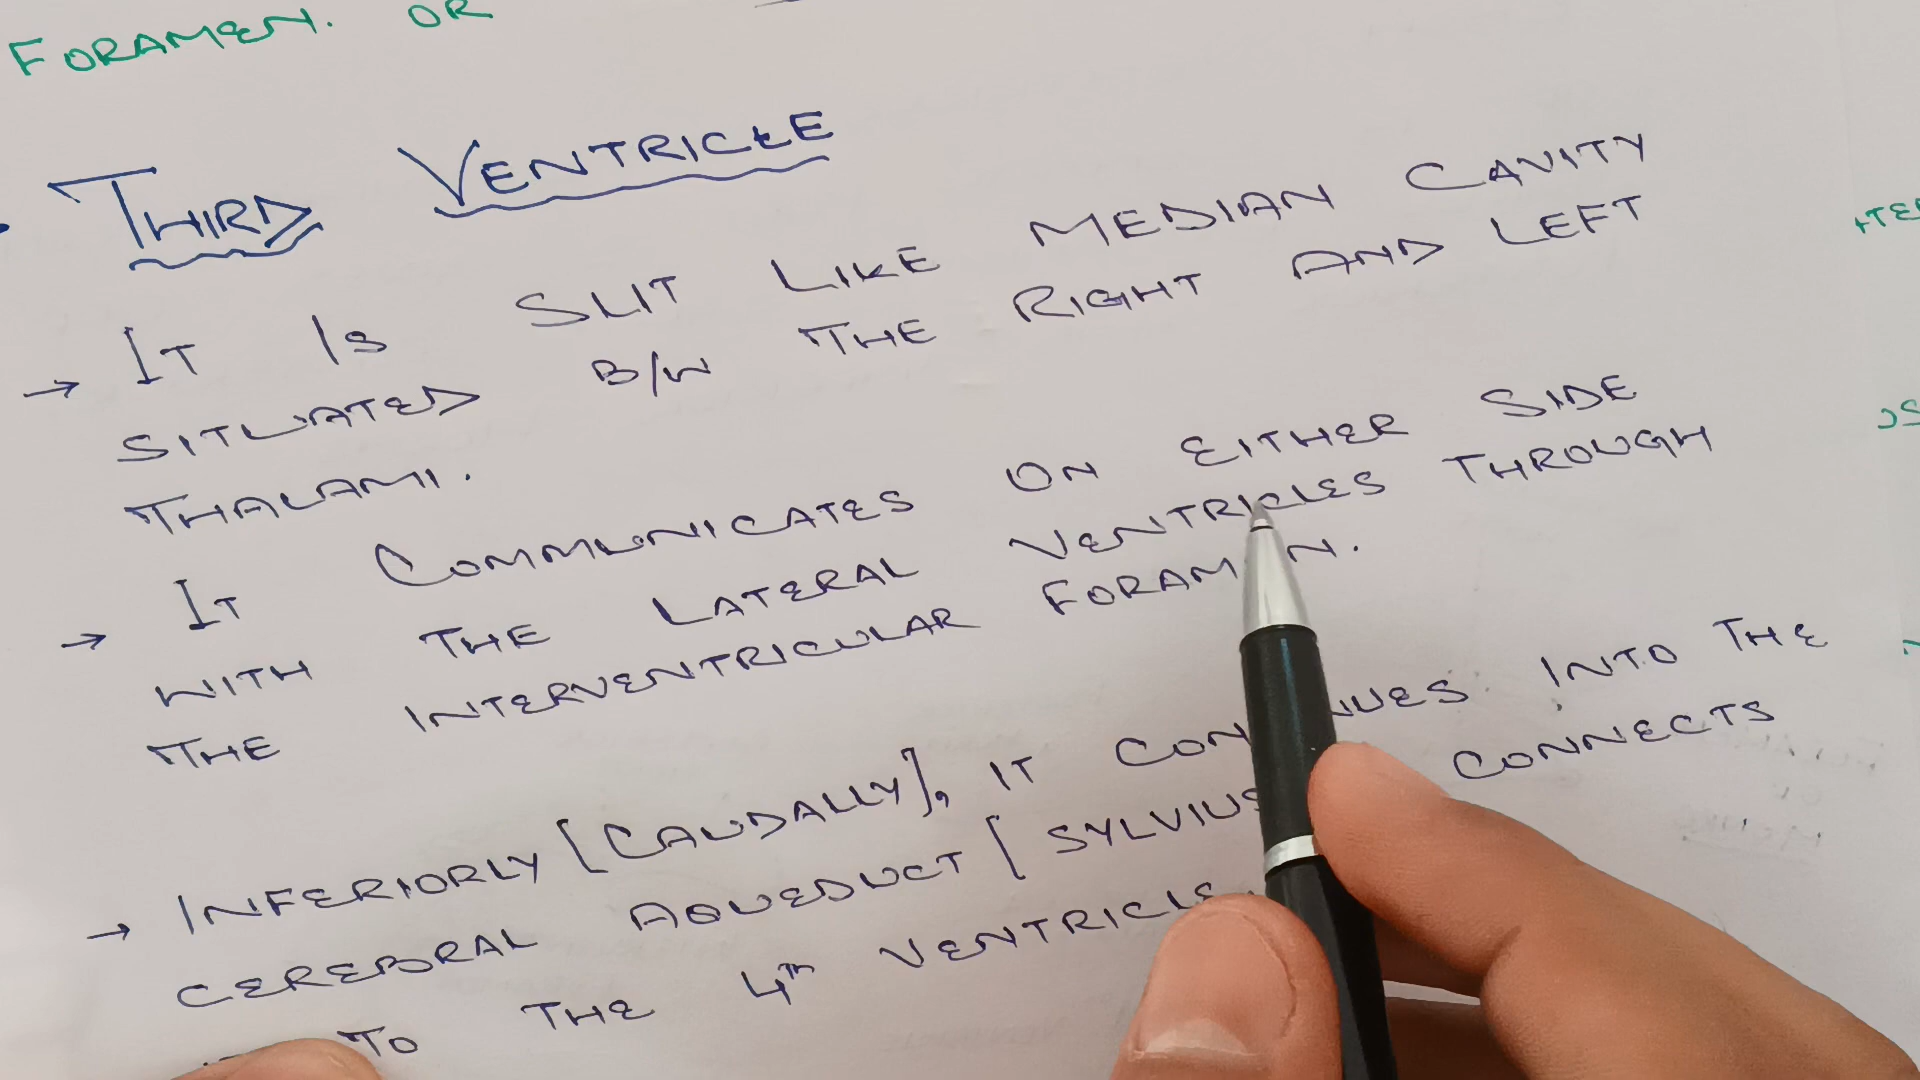 FORAMEN. OR
THIRD VENTRICLE
→ IT IS SLIT LIKE MEDIAN CAVITY
SITUATED B/W THE RIGHT AND LEFT
THALAMI.
→ IT COMMUNICATES ON EITHER SIDE
WITH THE LATERAL VENTRICLES THROUGH
THE INTERVENTRICULAR FORAMEN.
→ INFERIORLY [CAUDALLY], IT CONTINUES INTO THE
CEREBRAL AQUEDUCT [SYLVIUS CONNECTS
TO THE 4TH VENTRICLE